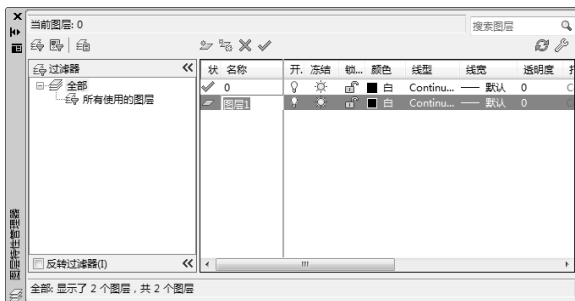 当前图层: 0
搜索图层
过滤器
全部
所有使用的图层
反转过滤器(I)
状 名称 开. 冻结 锁... 颜色 线型 线宽 透明度
0 白 Continu... 默认 0
图层1 白 Continu... 默认 0
全部: 显示了 2 个图层，共 2 个图层
图层特性管理器